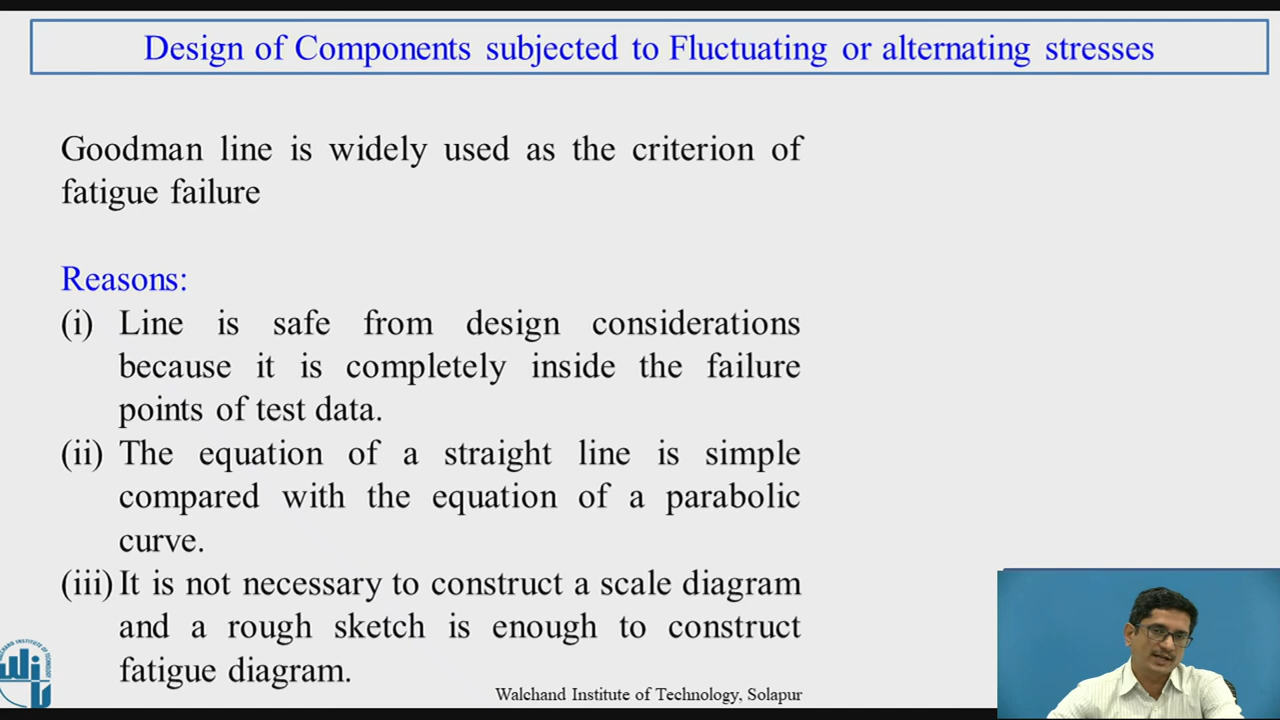 Design of Components subjected to Fluctuating or alternating stresses
Goodman line is widely used as the criterion of
fatigue failure
Reasons:
(i) Line is safe from design considerations
because it is completely inside the failure
points of test data.
(ii) The equation of a straight line is simple
compared with the equation of a parabolic
curve.
(iii) It is not necessary to construct a scale diagram
and a rough sketch is enough to construct
fatigue diagram.
Walchand Institute of Technology, Solapur